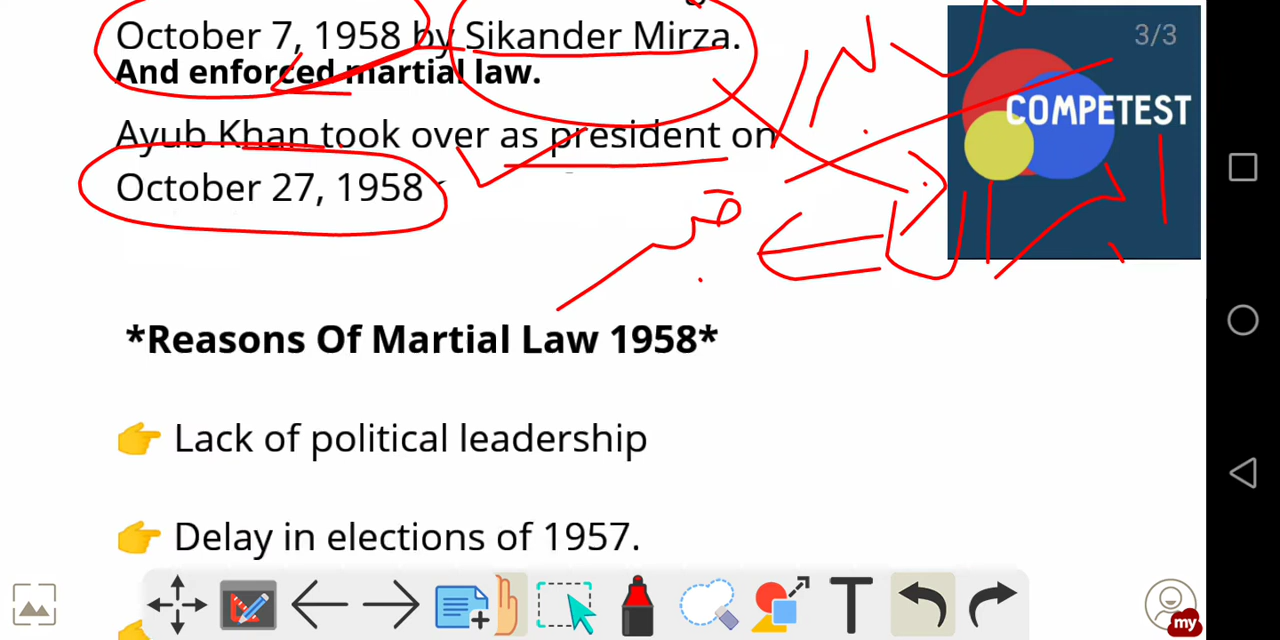 3/3
October 7, 1958 by Sikander Mirza.
And enforced martial law.
COMPETEST
Ayub Khan took over as president on
October 27, 1958
*Reasons Of Martial Law 1958*
👉 Lack of political leadership
👉 Delay in elections of 1957.
T
my